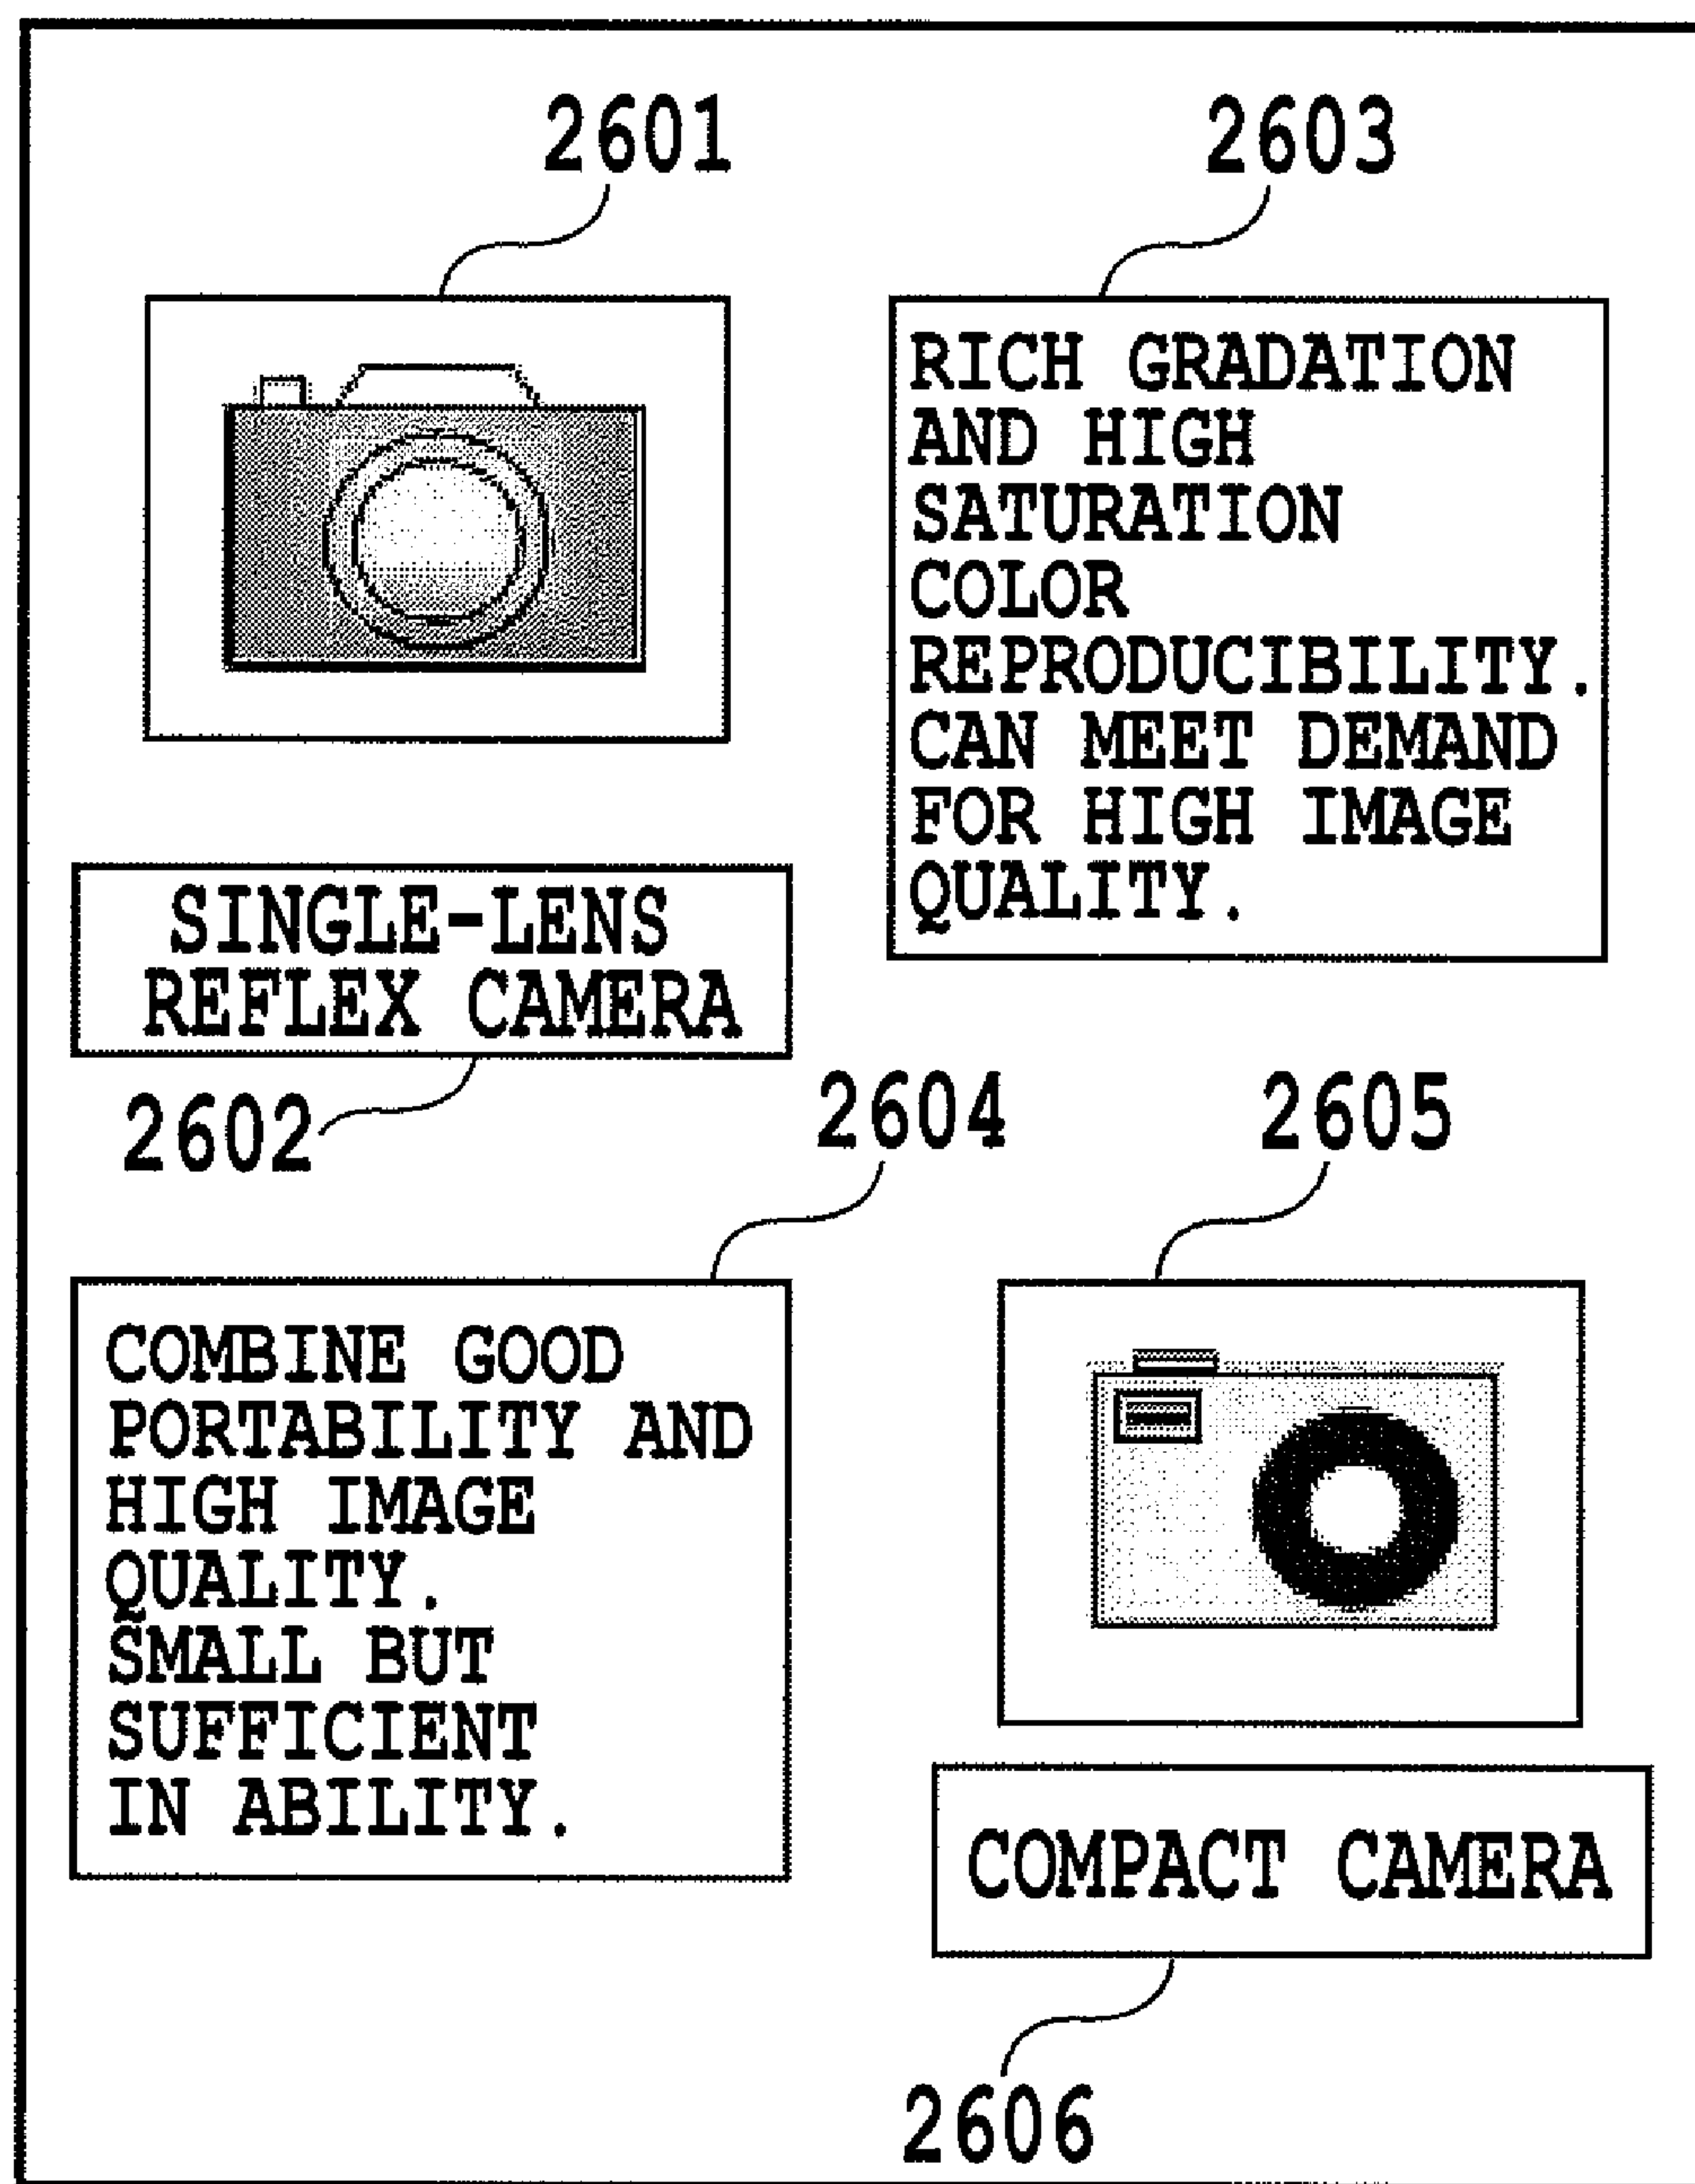 2601
2603
RICH GRADATION
AND HIGH
SATURATION
COLOR
REPRODUCIBILITY.
CAN MEET DEMAND
FOR HIGH IMAGE
QUALITY.
SINGLE-LENS
REFLEX CAMERA
2602
2604
2605
COMBINE GOOD
PORTABILITY AND
HIGH IMAGE
QUALITY.
SMALL BUT
SUFFICIENT
IN ABILITY.
COMPACT CAMERA
2606